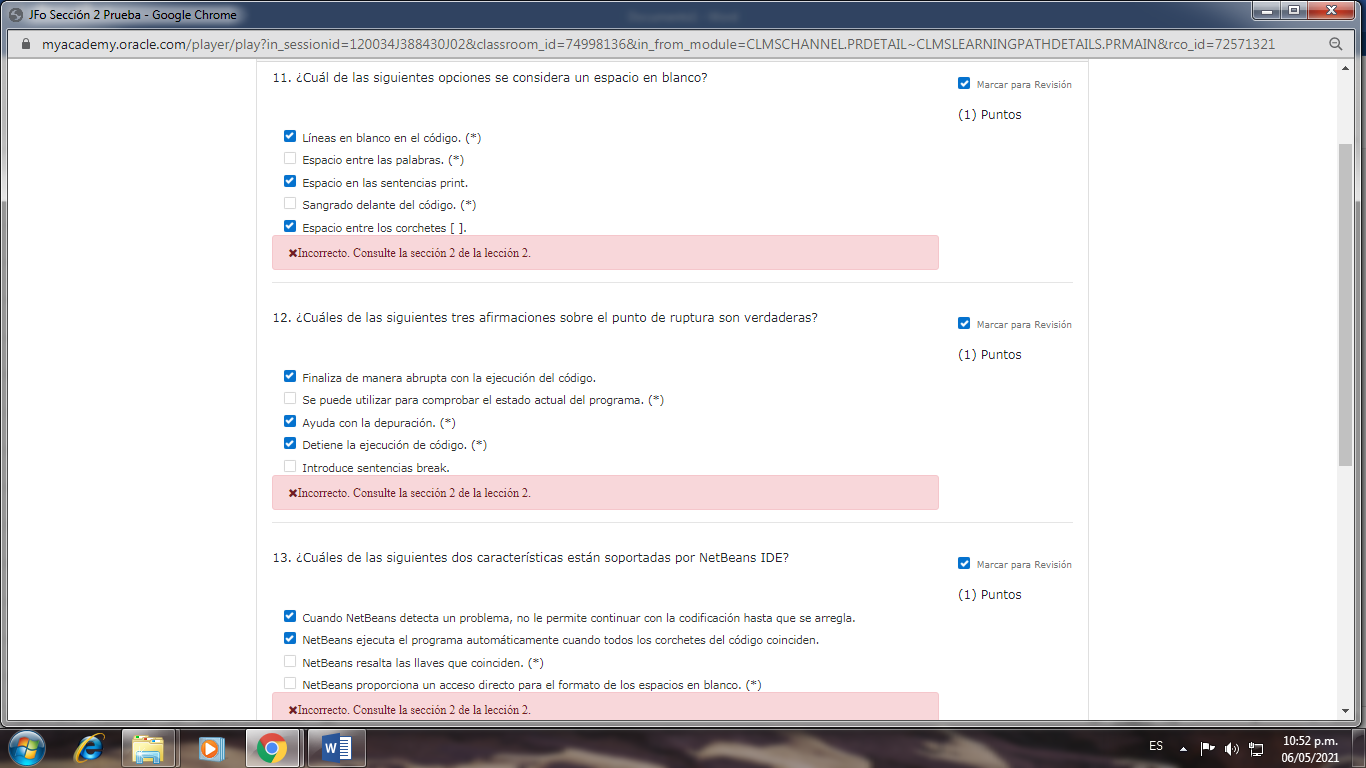 JFo Sección 2 Prueba - Google Chrome
myacademy.oracle.com/player/play?in_sessionid=120034J388430J02&classroom_id=74998136&in_from_module=CLMSCHANNEL.PRDETAIL~CLMSLEARNINGPATHDETAILS.PRMAIN&rco_id=72571321
11. ¿Cuál de las siguientes opciones se considera un espacio en blanco?
Marcar para Revisión
(1) Puntos
Líneas en blanco en el código. (*)
Espacio entre las palabras. (*)
Espacio en las sentencias print.
Sangrado delante del código. (*)
Espacio entre los corchetes [ ].
Incorrecto. Consulte la sección 2 de la lección 2.
12. ¿Cuáles de las siguientes tres afirmaciones sobre el punto de ruptura son verdaderas?
Marcar para Revisión
(1) Puntos
Finaliza de manera abrupta con la ejecución del código.
Se puede utilizar para comprobar el estado actual del programa. (*)
Ayuda con la depuración. (*)
Detiene la ejecución de código. (*)
Introduce sentencias break.
Incorrecto. Consulte la sección 2 de la lección 2.
13. ¿Cuáles de las siguientes dos características están soportadas por NetBeans IDE?
Marcar para Revisión
(1) Puntos
Cuando NetBeans detecta un problema, no le permite continuar con la codificación hasta que se arregla.
NetBeans ejecuta el programa automáticamente cuando todos los corchetes del código coinciden.
NetBeans resalta las llaves que coinciden. (*)
NetBeans proporciona un acceso directo para el formato de los espacios en blanco. (*)
Incorrecto. Consulte la sección 2 de la lección 2.
ES
10:52 p.m.
06/05/2021